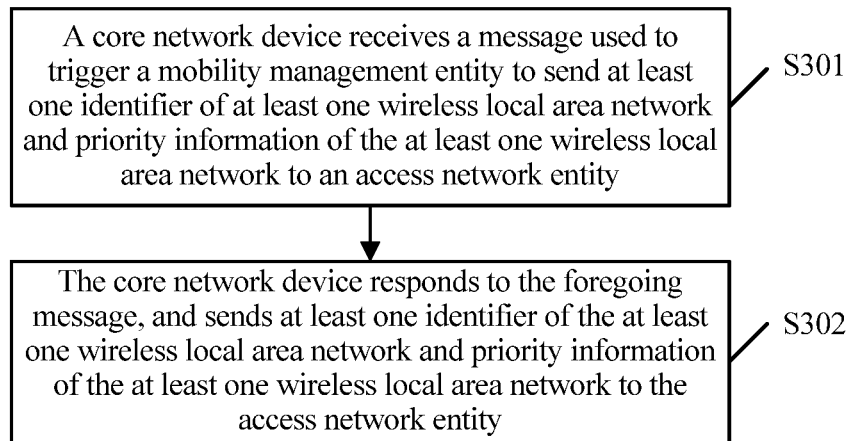 A core network device receives a message used to
trigger a mobility management entity to send at least
one identifier of at least one wireless local area network
and priority information of the at least one wireless local
area network to an access network entity
S301
The core network device responds to the foregoing
message, and sends at least one identifier of the at least
one wireless local area network and priority information
of the at least one wireless local area network to the
access network entity
S302